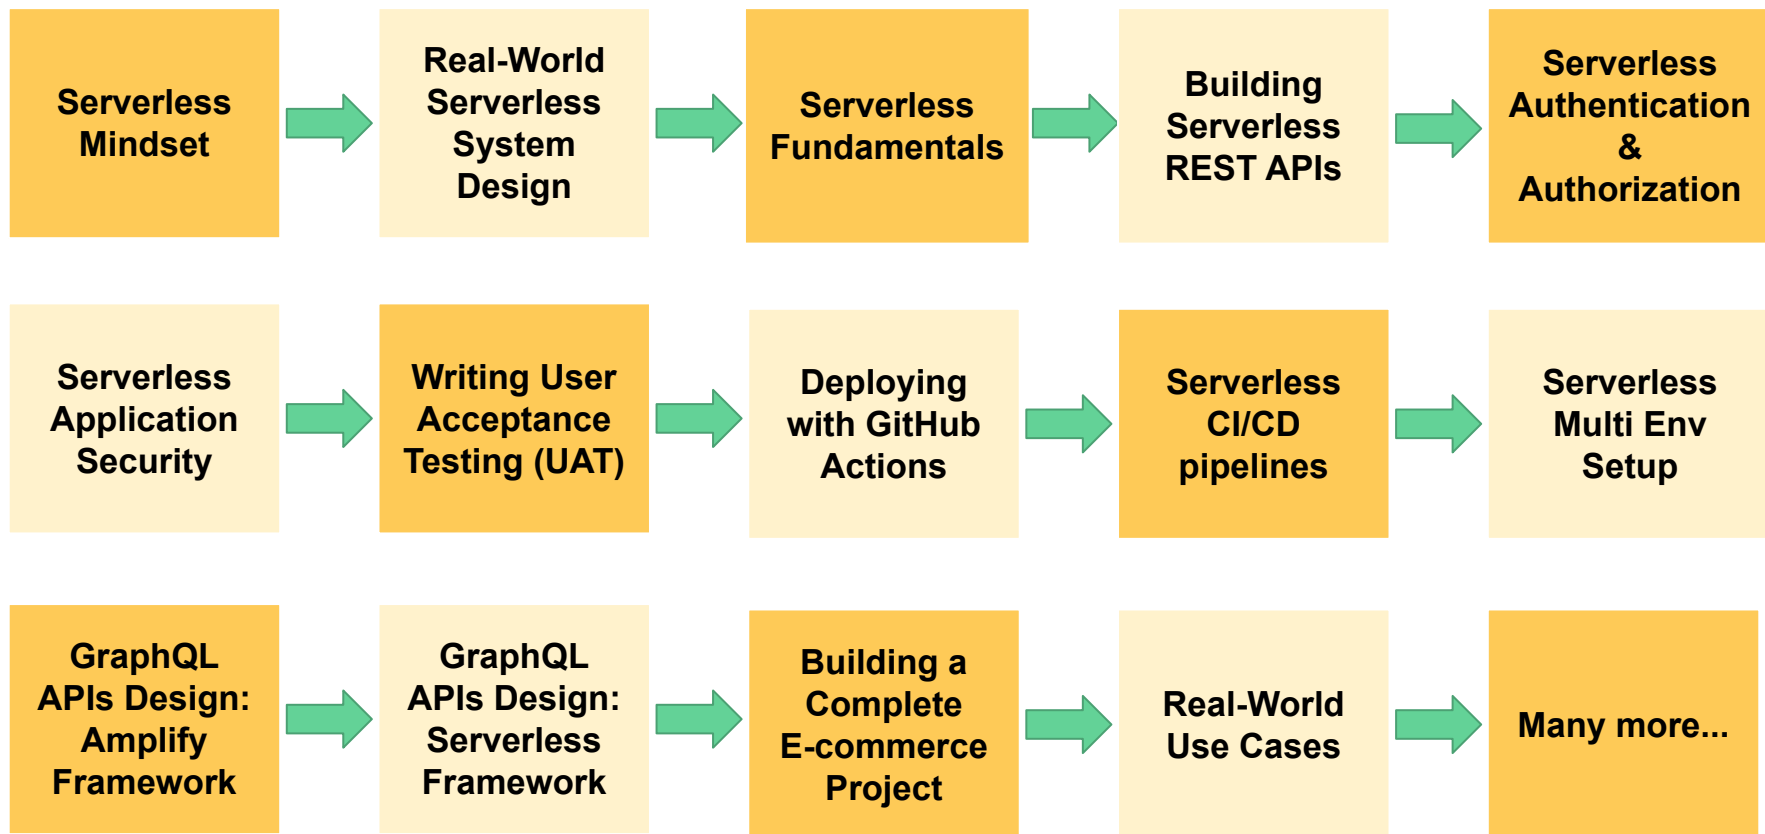 Serverless
Mindset
Real-World
Serverless
System
Design
Serverless
Fundamentals
Building
Serverless
REST APIs
Serverless
Authentication
&
Authorization
Serverless
Application
Security
Writing User
Acceptance
Testing (UAT)
Deploying
with GitHub
Actions
Serverless
CI/CD
pipelines
Serverless
Multi Env
Setup
GraphQL
APIs Design:
Amplify
Framework
GraphQL
APIs Design:
Serverless
Framework
Building a
Complete
E-commerce
Project
Real-World
Use Cases
Many more...